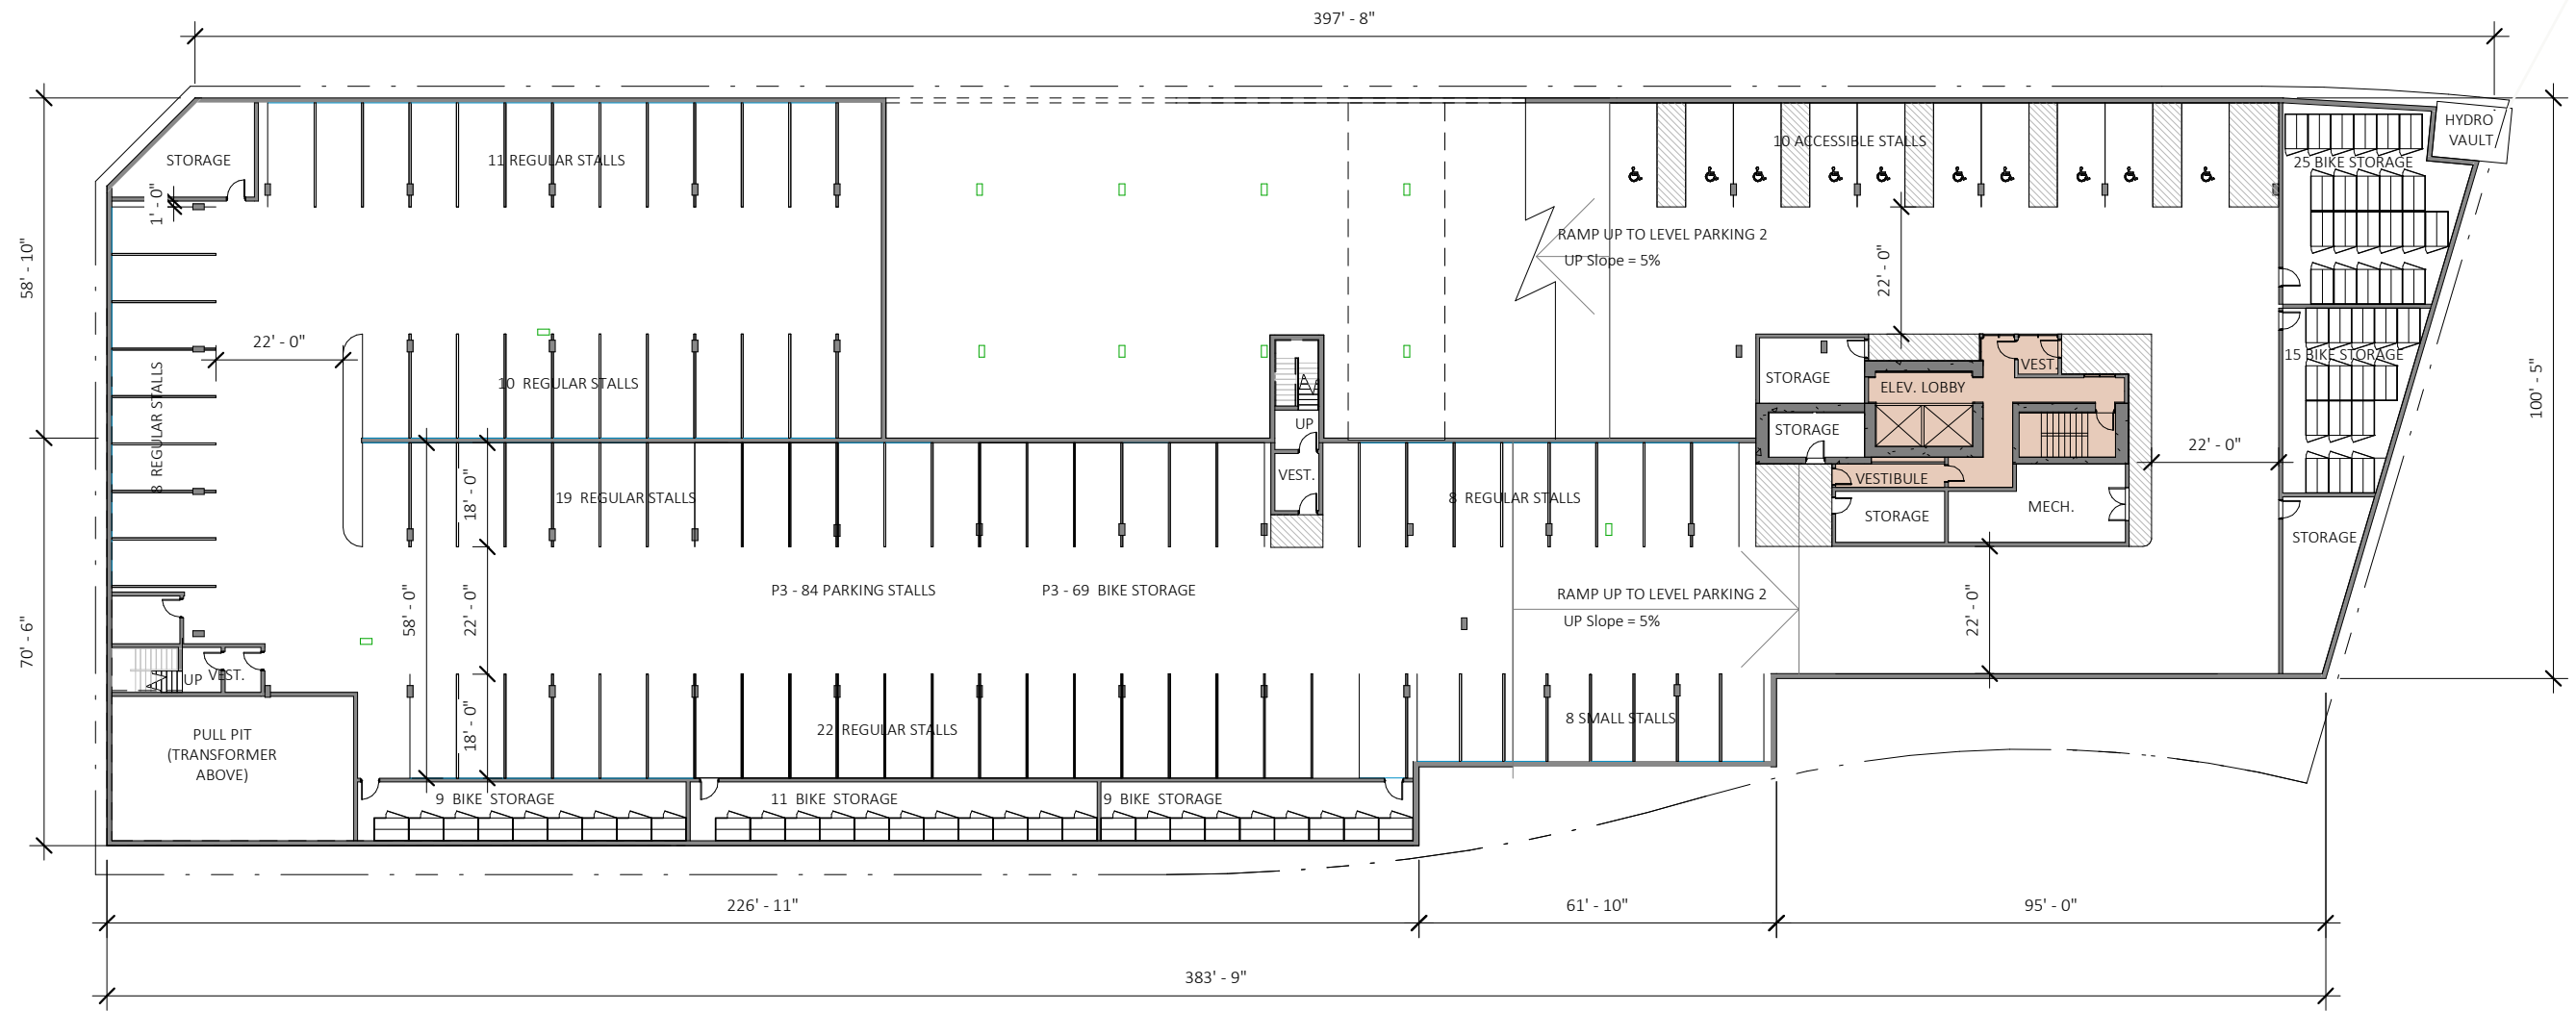 397' - 8"
HYDRO
VAULT
STORAGE
11 REGULAR STALLS
10 ACCESSIBLE STALLS
25 BIKE STORAGE
1' - 0"
58' - 10"
RAMP UP TO LEVEL PARKING 2
UP Slope = 5%
22' - 0"
22' - 0"
8 REGULAR STALLS
10 REGULAR STALLS
STORAGE
ELEV. LOBBY
VEST.
15 BIKE STORAGE
100' - 5"
UP
STORAGE
22' - 0"
18' - 0"
19 REGULAR STALLS
VEST.
8 REGULAR STALLS
VESTIBULE
STORAGE
MECH.
STORAGE
70' - 6"
58' - 0"
22' - 0"
P3 - 84 PARKING STALLS
P3 - 69 BIKE STORAGE
RAMP UP TO LEVEL PARKING 2
UP Slope = 5%
22' - 0"
UP
VEST.
18' - 0"
22 REGULAR STALLS
8 SMALL STALLS
PULL PIT
(TRANSFORMER
ABOVE)
9 BIKE STORAGE
11 BIKE STORAGE
9 BIKE STORAGE
226' - 11"
61' - 10"
95' - 0"
383' - 9"